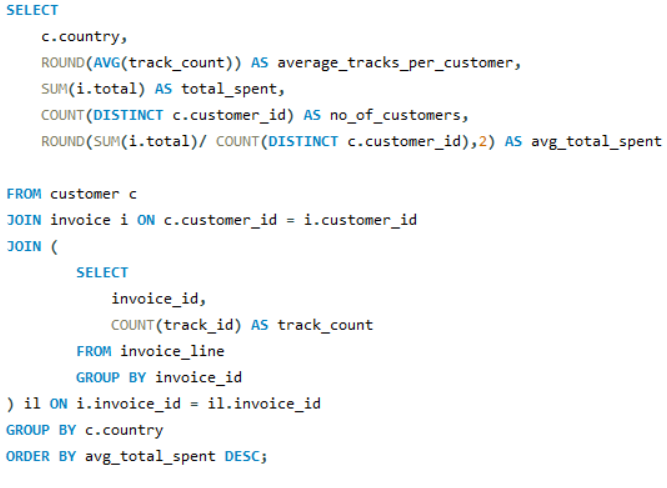 SELECT
c.country,
ROUND(AVG(track_count)) AS average_tracks_per_customer,
SUM(i.total) AS total_spent,
COUNT(DISTINCT c.customer_id) AS no_of_customers,
ROUND(SUM(i.total)/ COUNT(DISTINCT c.customer_id),2) AS avg_total_spent
FROM customer c
JOIN invoice i ON c.customer_id = i.customer_id
JOIN (
SELECT
invoice_id,
COUNT(track_id) AS track_count
FROM invoice_line
GROUP BY invoice_id
) il ON i.invoice_id = il.invoice_id
GROUP BY c.country
ORDER BY avg_total_spent DESC;